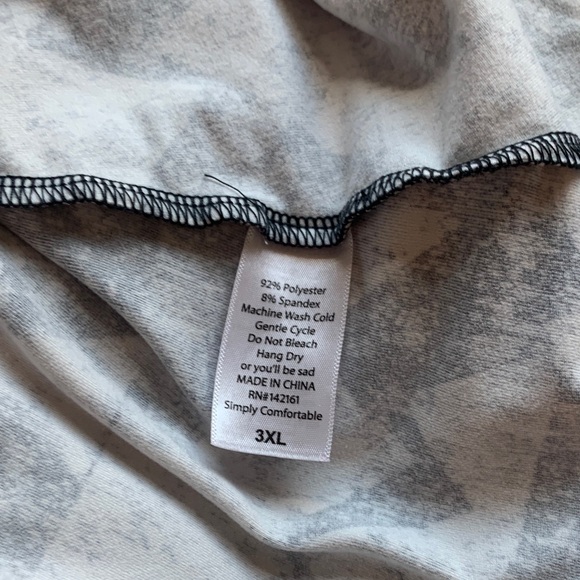 92% Polyester
8% Spandex
Machine Wash Cold
Gentle Cycle
Do Not Bleach
Hang Dry
or you'll be sad
MADE IN CHINA
RN#142161
Simply Comfortable
3XL